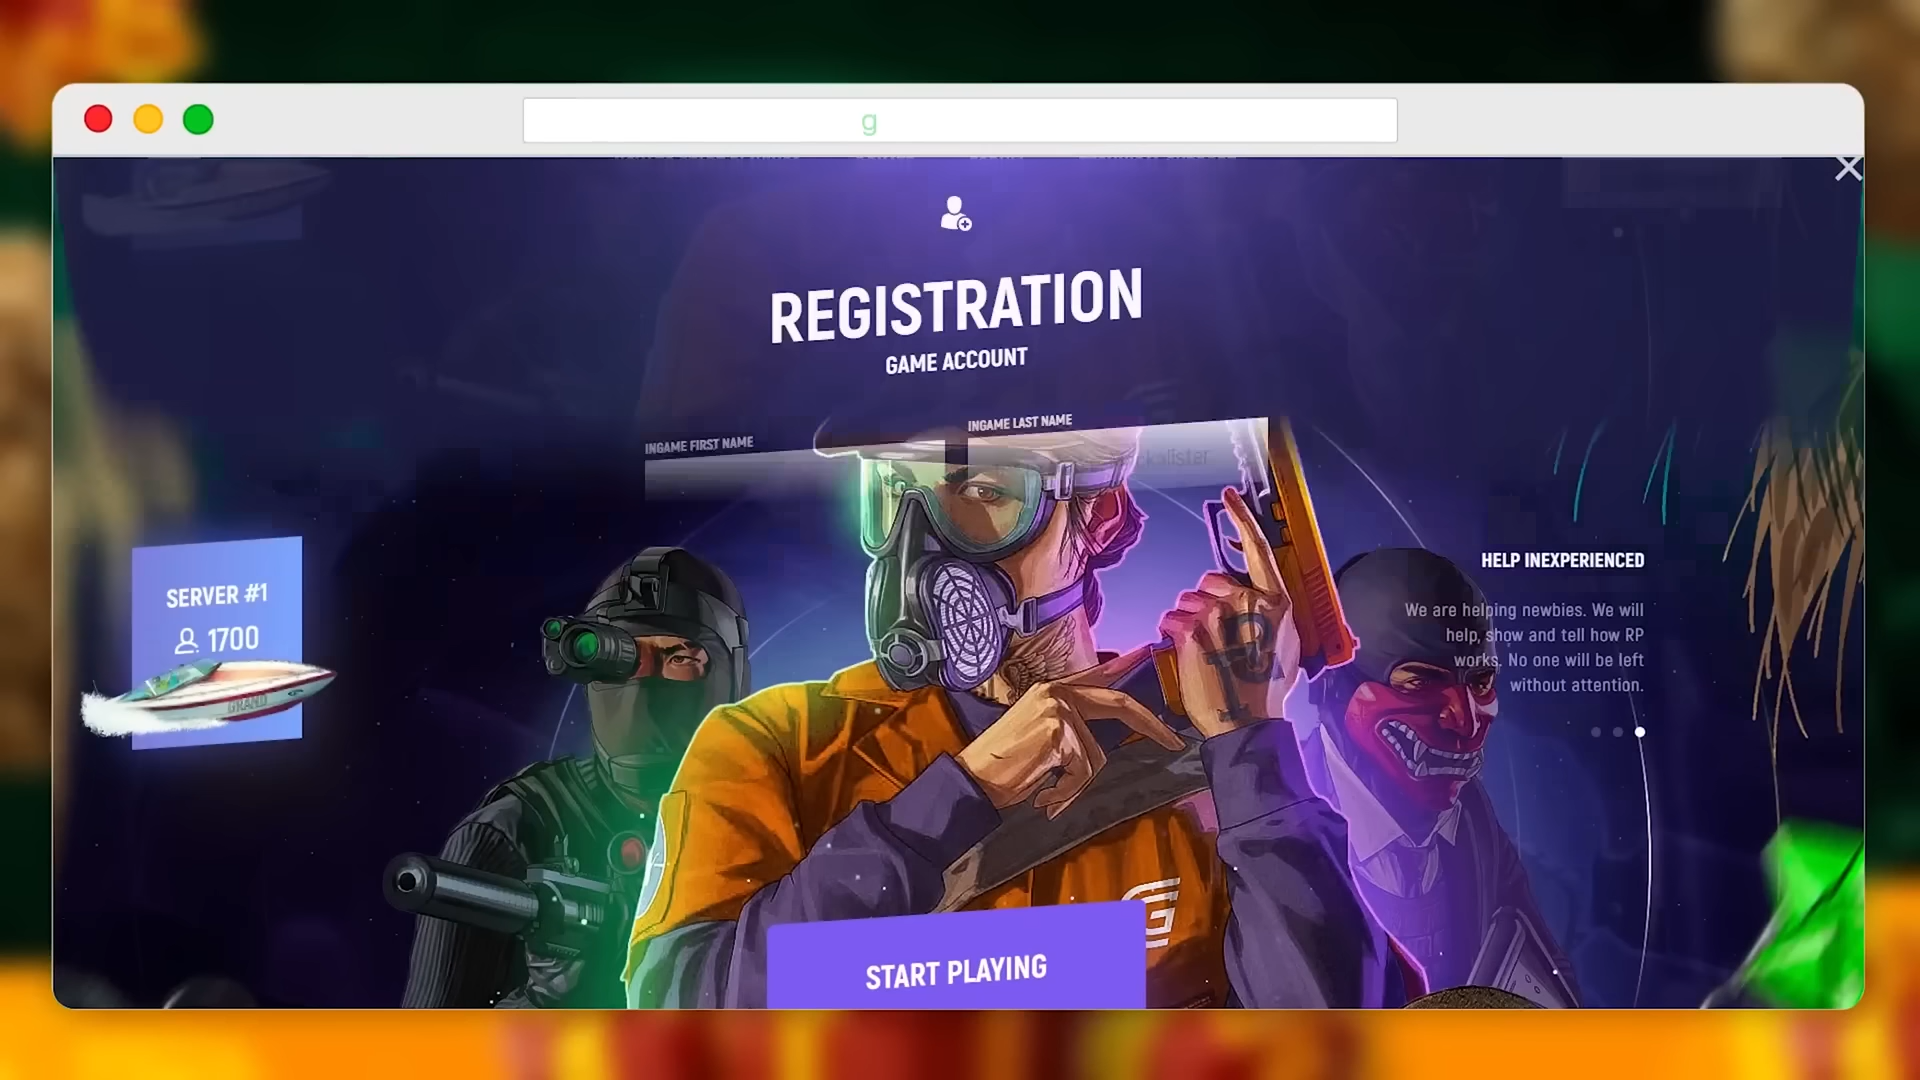 g
REGISTRATION
GAME ACCOUNT
INGAME FIRST NAME
INGAME LAST NAME
SERVER #1
1700
GRAND
HELP INEXPERIENCED
We are helping newbies. We will
help, show and tell how RP
works. No one will be left
without attention.
START PLAYING